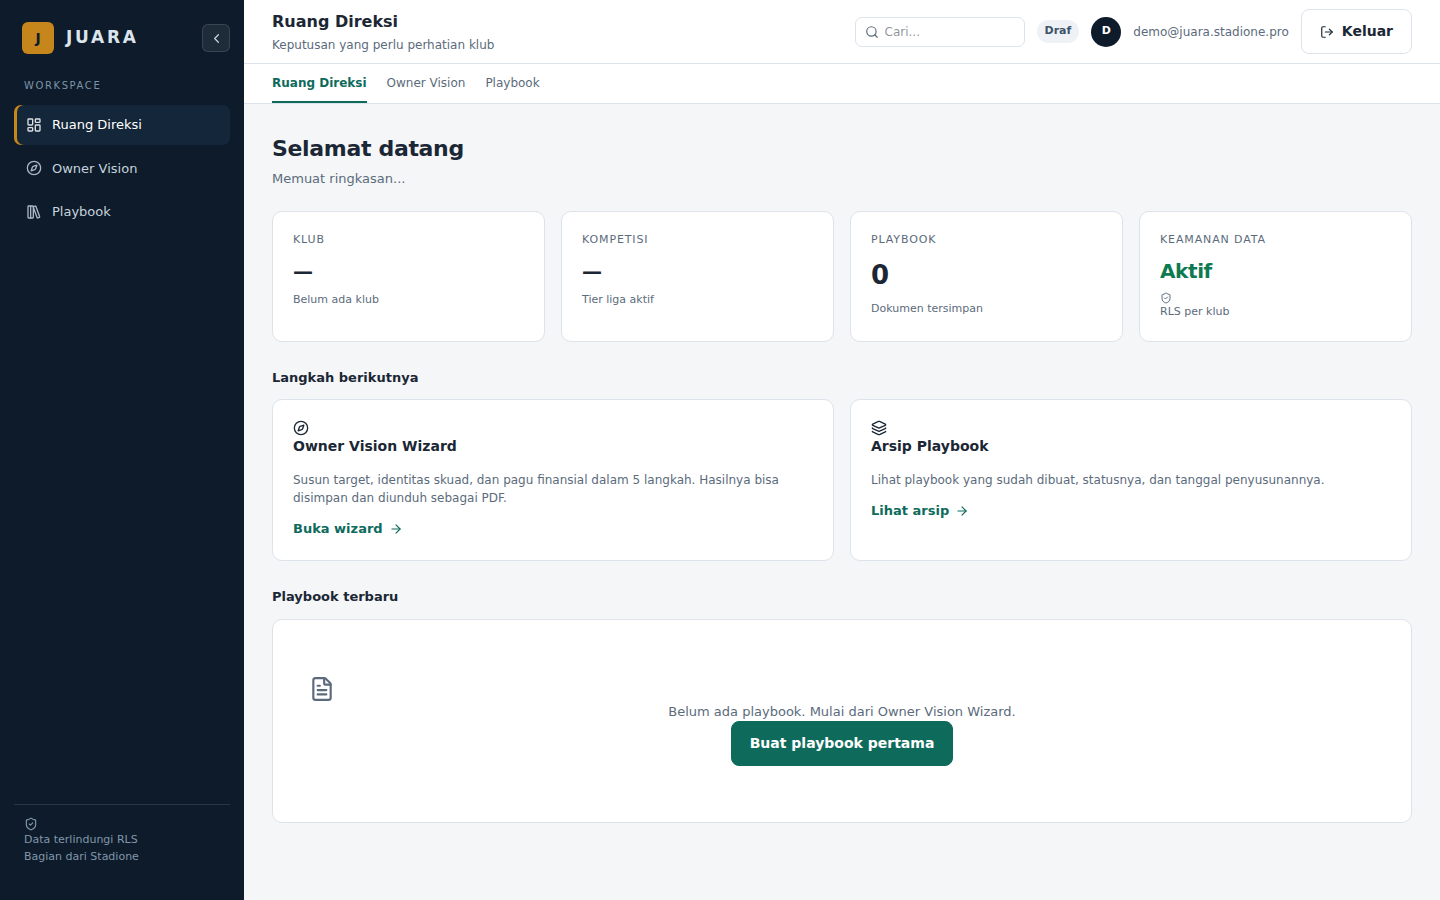 J
JUARA
WORKSPACE
Ruang Direksi
Owner Vision
Playbook
Data terlindungi RLS
Bagian dari Stadione
Ruang Direksi
Keputusan yang perlu perhatian klub
Cari...
Draf
D
demo@juara.stadione.pro
Keluar
Ruang Direksi
Owner Vision
Playbook
Selamat datang
Memuat ringkasan...
KLUB
—
Belum ada klub
KOMPETISI
—
Tier liga aktif
PLAYBOOK
0
Dokumen tersimpan
KEAMANAN DATA
Aktif
RLS per klub
Langkah berikutnya
Owner Vision Wizard
Susun target, identitas skuad, dan pagu finansial dalam 5 langkah. Hasilnya bisa
disimpan dan diunduh sebagai PDF.
Buka wizard
Arsip Playbook
Lihat playbook yang sudah dibuat, statusnya, dan tanggal penyusunannya.
Lihat arsip
Playbook terbaru
Belum ada playbook. Mulai dari Owner Vision Wizard.
Buat playbook pertama